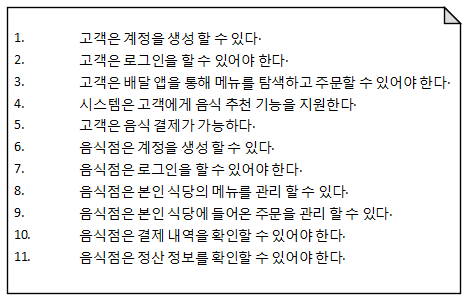 1. 고객은 계정을 생성 할 수 있다.
2. 고객은 로그인을 할 수 있어야 한다.
3. 고객은 배달 앱을 통해 메뉴를 탐색하고 주문할 수 있어야 한다.
4. 시스템은 고객에게 음식 추천 기능을 지원한다.
5. 고객은 음식 결제가 가능하다.
6. 음식점은 계정을 생성 할 수 있다.
7. 음식점은 로그인을 할 수 있어야 한다.
8. 음식점은 본인 식당의 메뉴를 관리 할 수 있다.
9. 음식점은 본인 식당에 들어온 주문을 관리 할 수 있다.
10. 음식점은 결제 내역을 확인할 수 있어야 한다.
11. 음식점은 정산 정보를 확인할 수 있어야 한다.